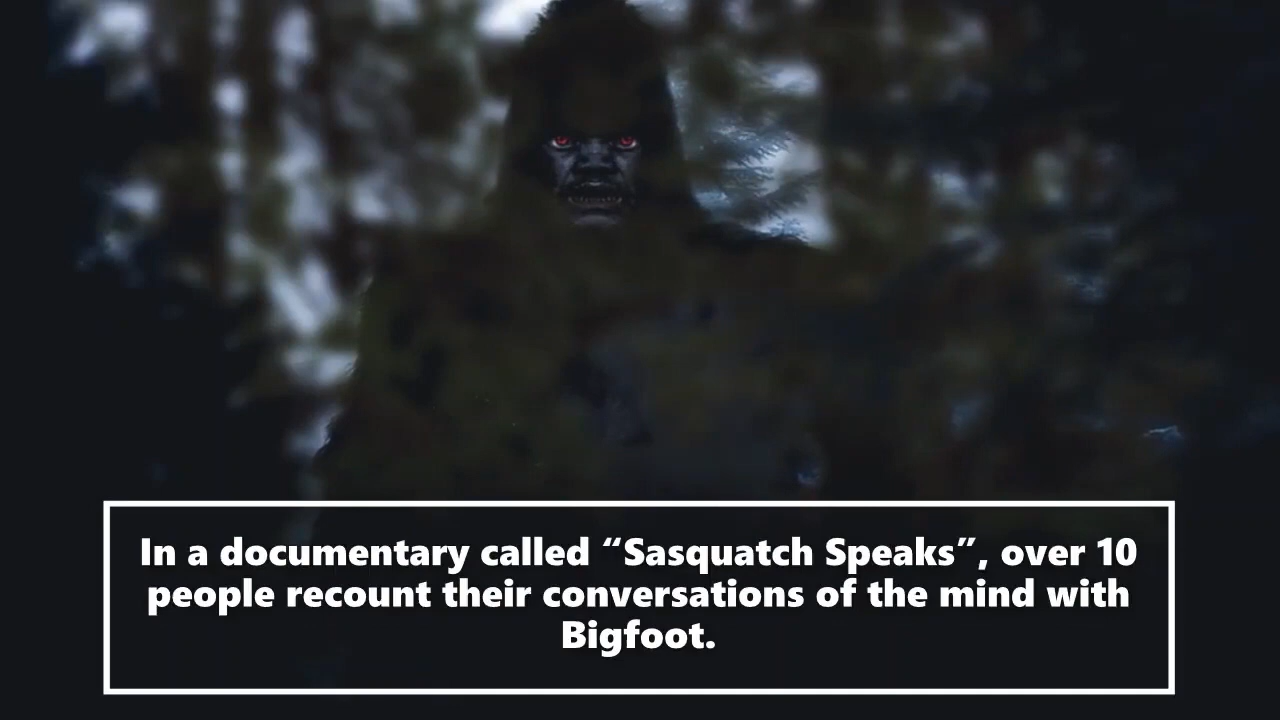 In a documentary called “Sasquatch Speaks”, over 10
people recount their conversations of the mind with
Bigfoot.